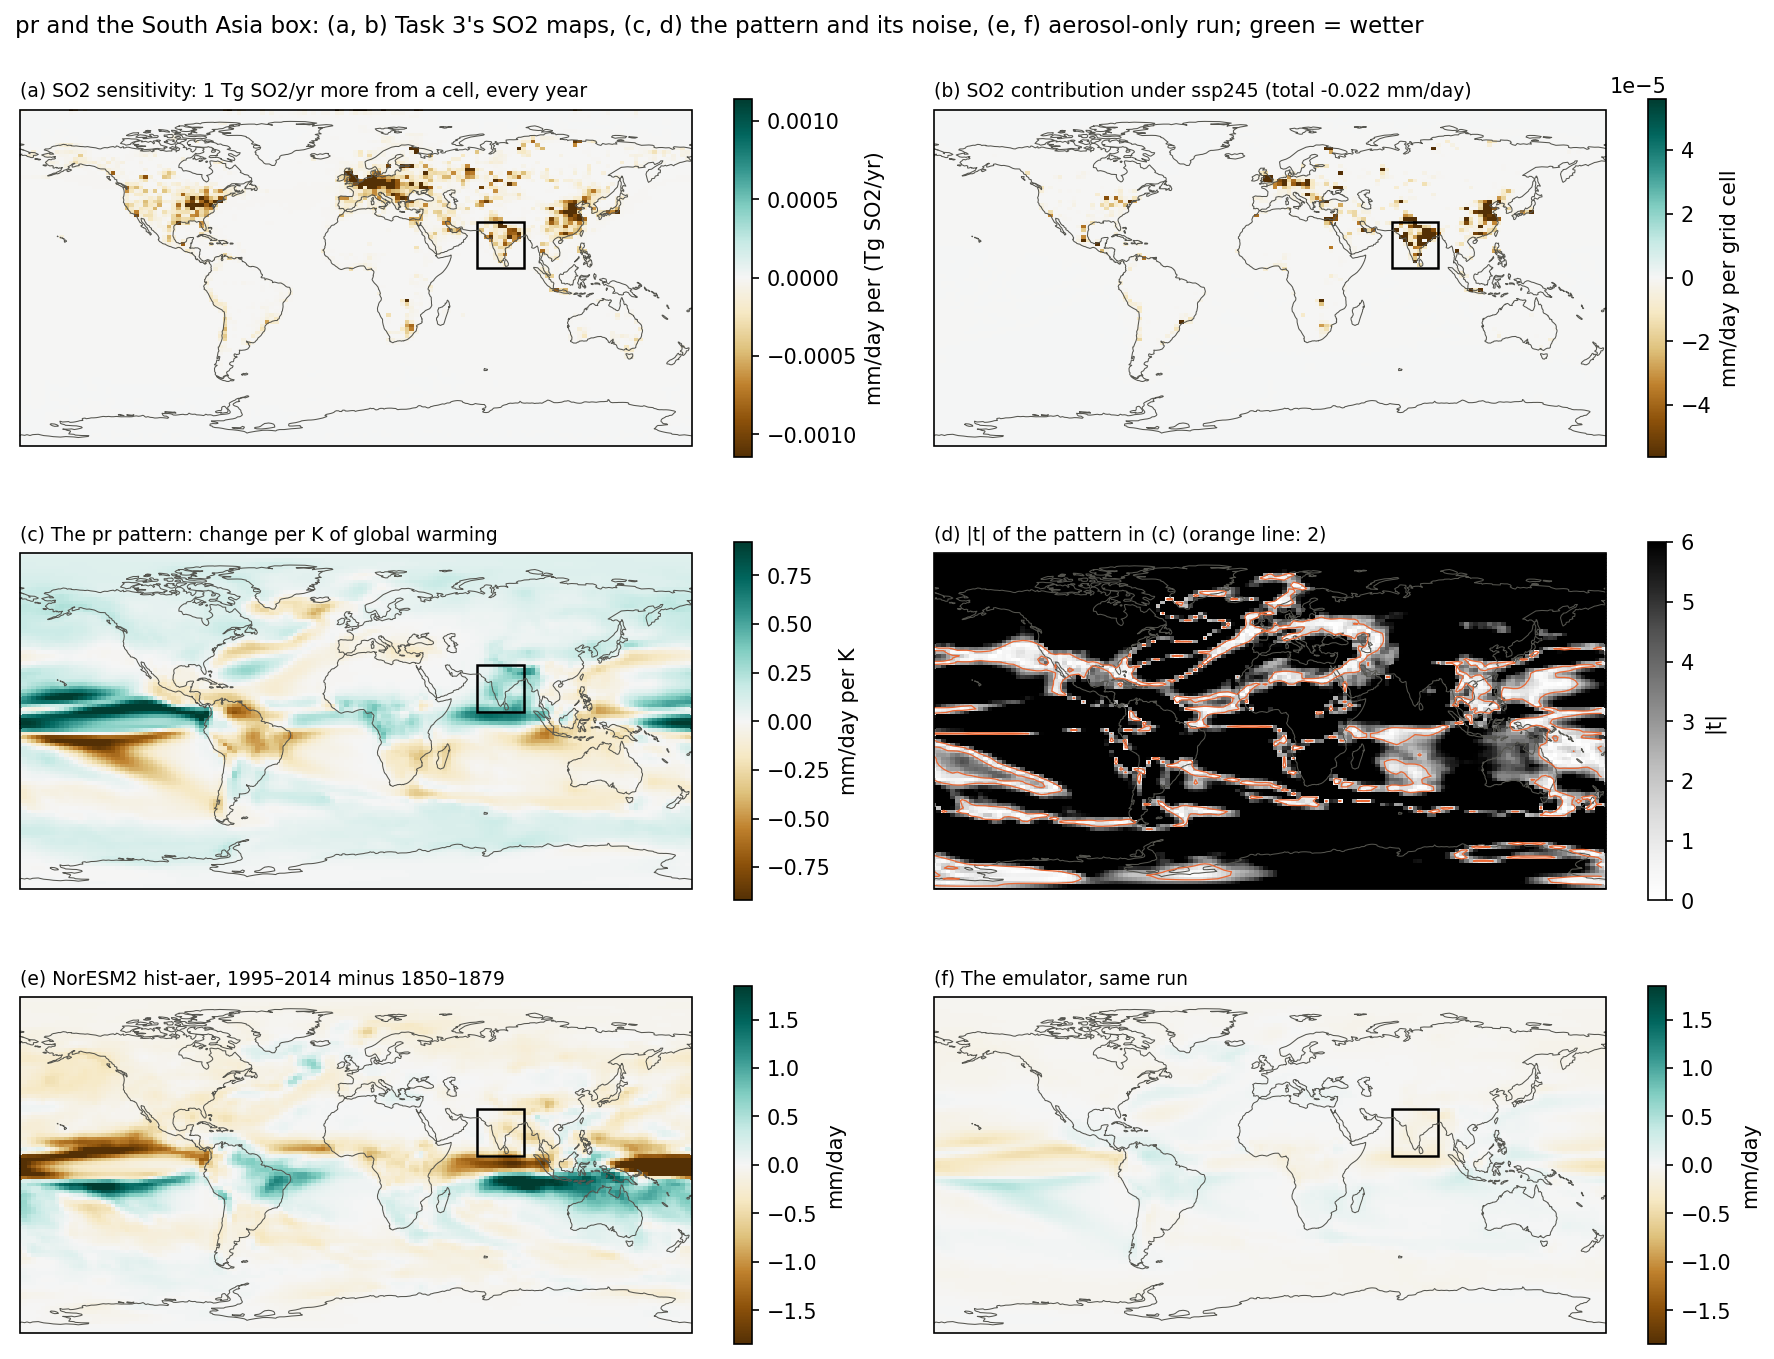 pr and the South Asia box: (a, b) Task 3's SO2 maps, (c, d) the pattern and its noise, (e, f) aerosol-only run; green = wetter
(a) SO2 sensitivity: 1 Tg SO2/yr more from a cell, every year
0.0010
0.0005
0.0000
−0.0005
−0.0010
mm/day per (Tg SO2/yr)
(b) SO2 contribution under ssp245 (total -0.022 mm/day)
1e−5
4
2
0
−2
−4
mm/day per grid cell
(c) The pr pattern: change per K of global warming
0.75
0.50
0.25
0.00
−0.25
−0.50
−0.75
mm/day per K
(d) |t| of the pattern in (c) (orange line: 2)
6
5
4
3
2
1
0
|t|
(e) NorESM2 hist-aer, 1995–2014 minus 1850–1879
1.5
1.0
0.5
0.0
−0.5
−1.0
−1.5
mm/day
(f) The emulator, same run
1.5
1.0
0.5
0.0
−0.5
−1.0
−1.5
mm/day